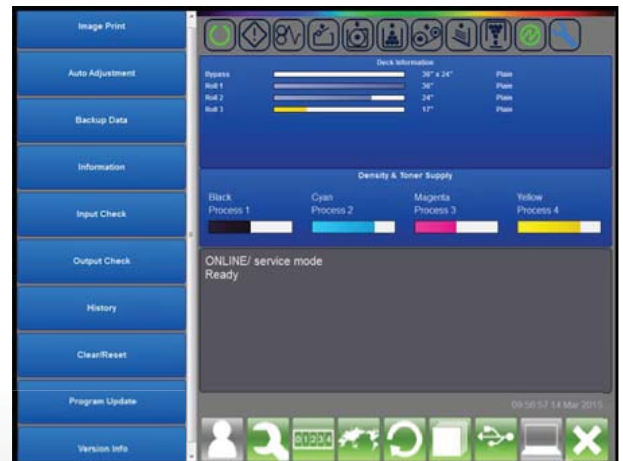 Image Print
Auto Adjustment
Backup Data
Information
Input Check
Output Check
History
Clear/Reset
Program Update
Version Info
Deck Information
Bypass 36" x 24" Plain
Roll 1 36" Plain
Roll 2 24" Plain
Roll 3 17" Plain
Density & Toner Supply
Black Cyan Magenta Yellow
Process 1 Process 2 Process 3 Process 4
ONLINE/ service mode
Ready
09:56:57 14 Mar 2015
01234